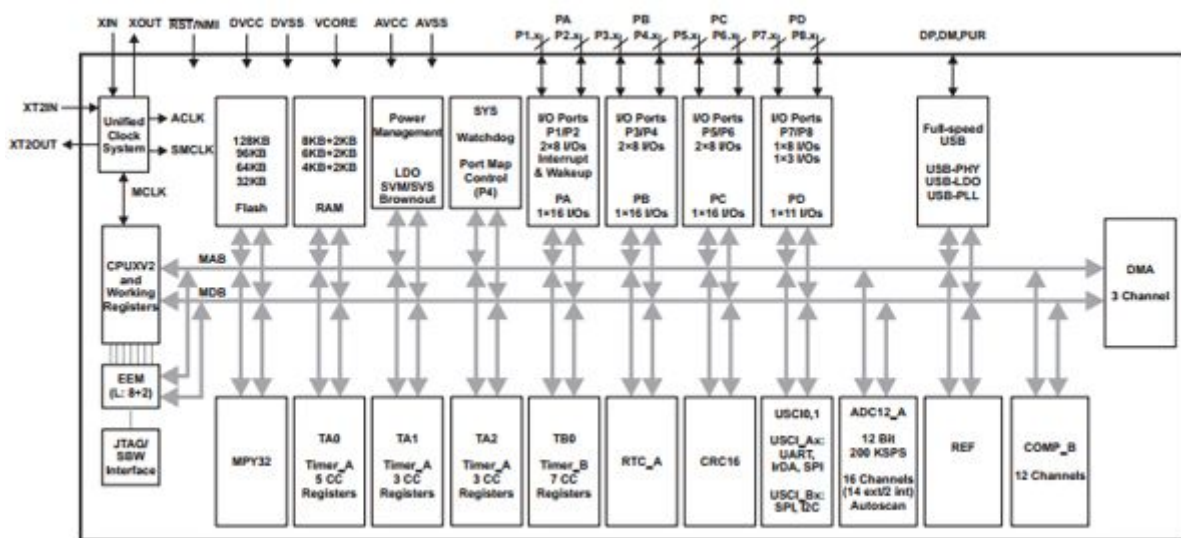 XIN XOUT RST/NMI DVCC DVSS VCORE AVCC AVSS
PA PB PC PD
P1.x P2.x P3.x P4.x P5.x P6.x P7.x P8.x
DP,DM,PUR
XT2IN
XT2OUT
Unified
Clock
System
ACLK
SMCLK
MCLK
128KB
96KB
64KB
32KB
Flash
8KB+2KB
6KB+2KB
4KB+2KB
RAM
Power
Management
LDO
SVM/SVS
Brownout
SYS
Watchdog
Port Map
Control
(P4)
I/O Ports
P1/P2
2×8 I/Os
Interrupt
& Wakeup
PA
1×16 I/Os
I/O Ports
P3/P4
2×8 I/Os
PB
1×16 I/Os
I/O Ports
P5/P6
2×8 I/Os
PC
1×16 I/Os
I/O Ports
P7/P8
1×8 I/Os
1×3 I/Os
PD
1×11 I/Os
Full-speed
USB
USB-PHY
USB-LDO
USB-PLL
CPUXV2
and
Working
Registers
MAB
MDB
DMA
3 Channel
EEM
(L: 8+2)
JTAG/
SBW
Interface
MPY32
TA0
Timer_A
5 CC
Registers
TA1
Timer_A
3 CC
Registers
TA2
Timer_A
3 CC
Registers
TB0
Timer_B
7 CC
Registers
RTC_A
CRC16
USCI0,1
USCI_Ax:
UART,
IrDA, SPI
USCI_Bx:
SPI, I2C
ADC12_A
12 Bit
200 KSPS
16 Channels
(14 ext/2 int)
Autoscan
REF
COMP_B
12 Channels